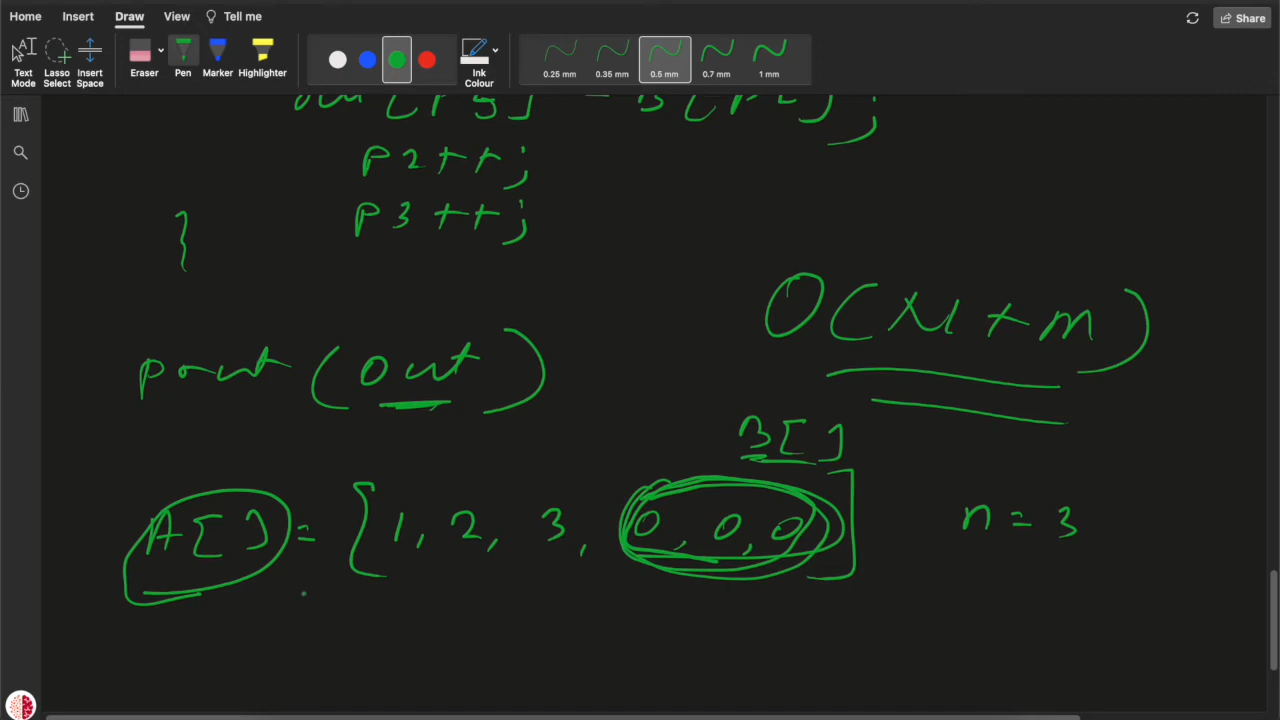 Home Insert Draw View Tell me Share
Text Mode Lasso Select Insert Space Eraser Pen Marker Highlighter Ink Colour 0.25 mm 0.35 mm 0.5 mm 0.7 mm 1 mm
p2++;
p3++;
}
O(N+m)
print(out)
B[]
A[] = [1, 2, 3, 0, 0, 0] n = 3